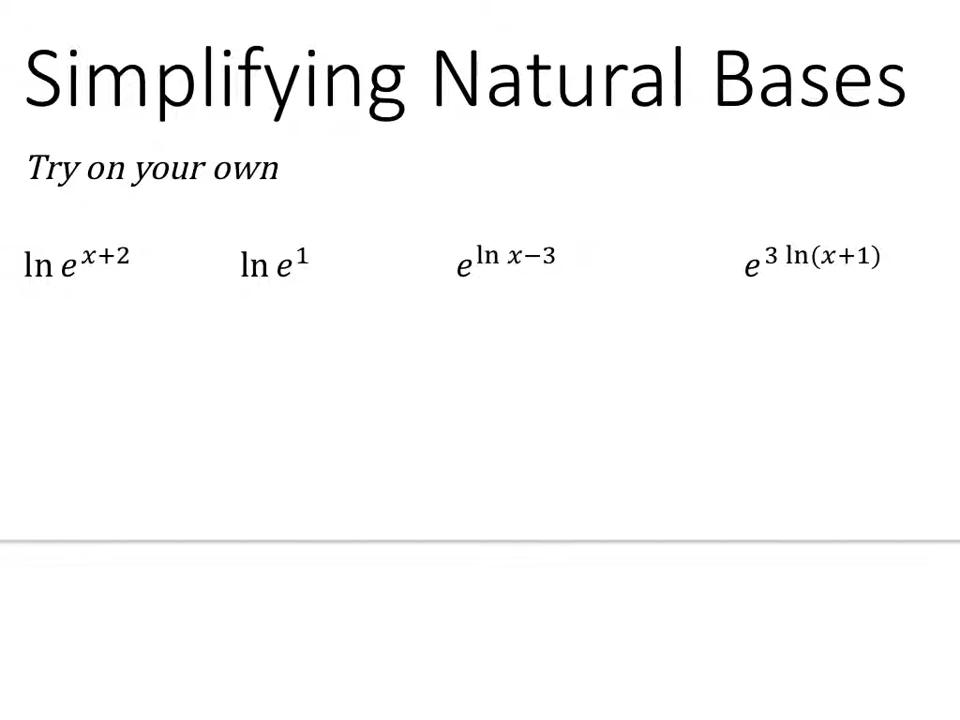 Simplifying Natural Bases
Try on your own
ln e^{x+2} ln e^{1} e^{ln x−3} e^{3 ln(x+1)}